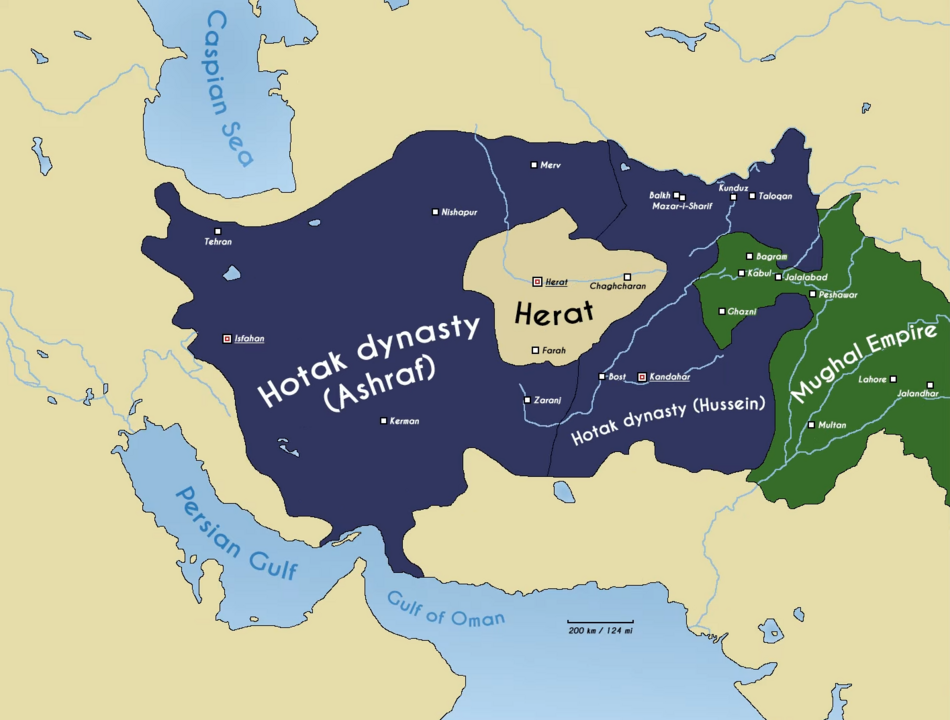 Caspian Sea
Merv
Kunduz
Balkh
Taloqan
Mazar-i-Sharif
Nishapur
Tehran
Bagram
Kabul
Jalalabad
Herat
Chaghcharan
Peshawar
Herat
Ghazni
Isfahan
Hotak dynasty
(Ashraf)
Mughal Empire
Farah
Bost
Kandahar
Lahore
Jalandhar
Zaranj
Hotak dynasty (Hussein)
Kerman
Multan
Persian Gulf
Gulf of Oman
200 km / 124 mi